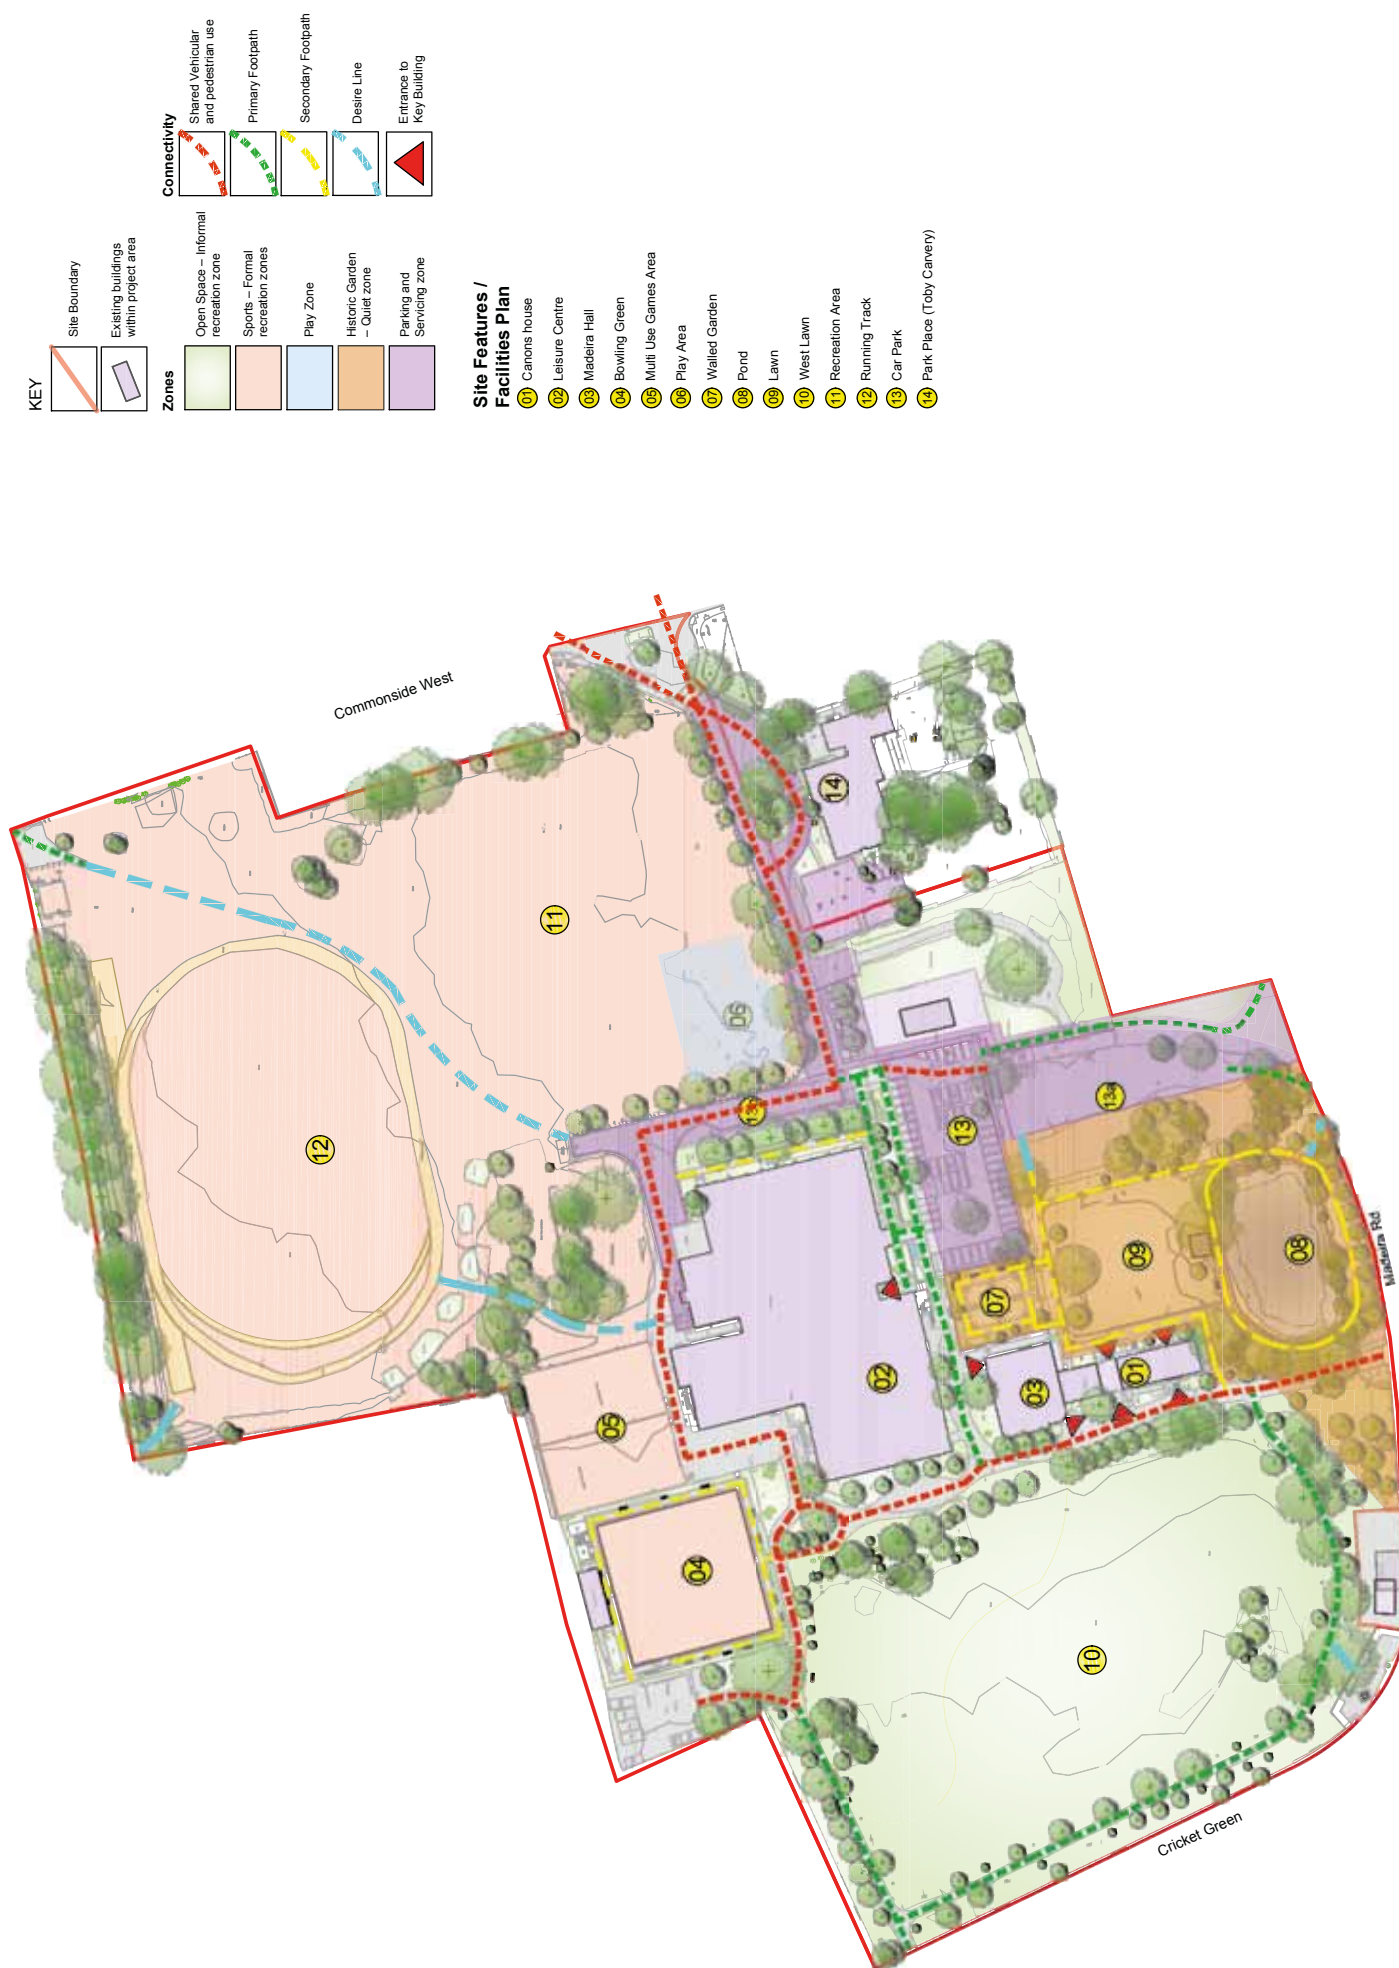 KEY
Site Boundary
Existing buildings
within project area
Zones
Open Space – Informal
recreation zone
Sports – Formal
recreation zones
Play Zone
Historic Garden
– Quiet zone
Parking and
Servicing zone
Connectivity
Shared Vehicular
and pedestrian use
Primary Footpath
Secondary Footpath
Desire Line
Entrance to
Key Building
Site Features /
Facilities Plan
01 Canons house
02 Leisure Centre
03 Madeira Hall
04 Bowling Green
05 Multi Use Games Area
06 Play Area
07 Walled Garden
08 Pond
09 Lawn
10 West Lawn
11 Recreation Area
12 Running Track
13 Car Park
14 Park Place (Toby Carvery)
Commonside West
Cricket Green
Madeira Rd
12
11
06
14
13
13a
05
02
07
09
08
03
01
04
10